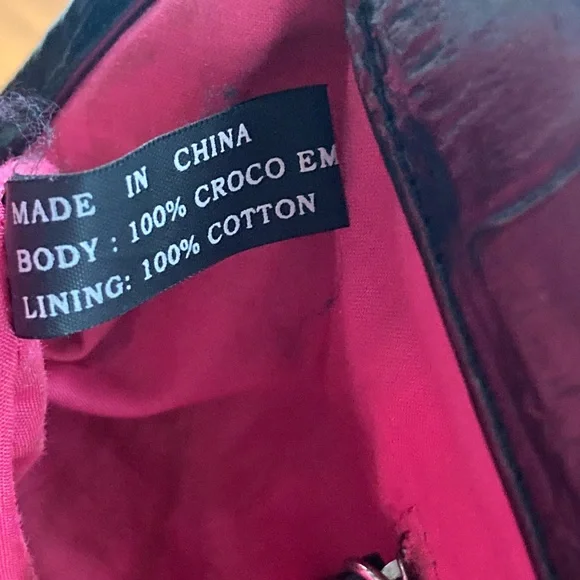 MADE IN CHINA
BODY : 100% CROCO EM
LINING: 100% COTTON